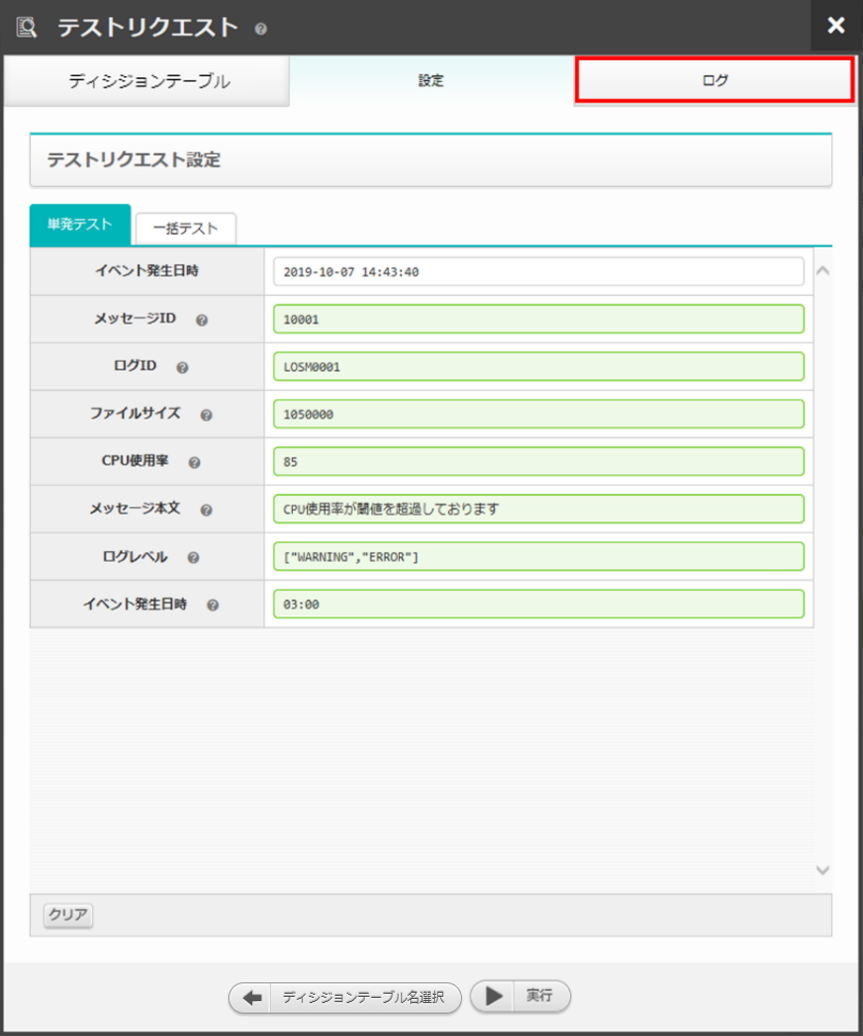 テストリクエスト
ディシジョンテーブル
設定
ログ
テストリクエスト設定
単発テスト
一括テスト
イベント発生日時
2019-10-07 14:43:40
メッセージID
10001
ログID
LOSM0001
ファイルサイズ
1050000
CPU使用率
85
メッセージ本文
CPU使用率が閾値を超過しております
ログレベル
["WARNING","ERROR"]
イベント発生日時
03:00
クリア
ディシジョンテーブル名選択
実行